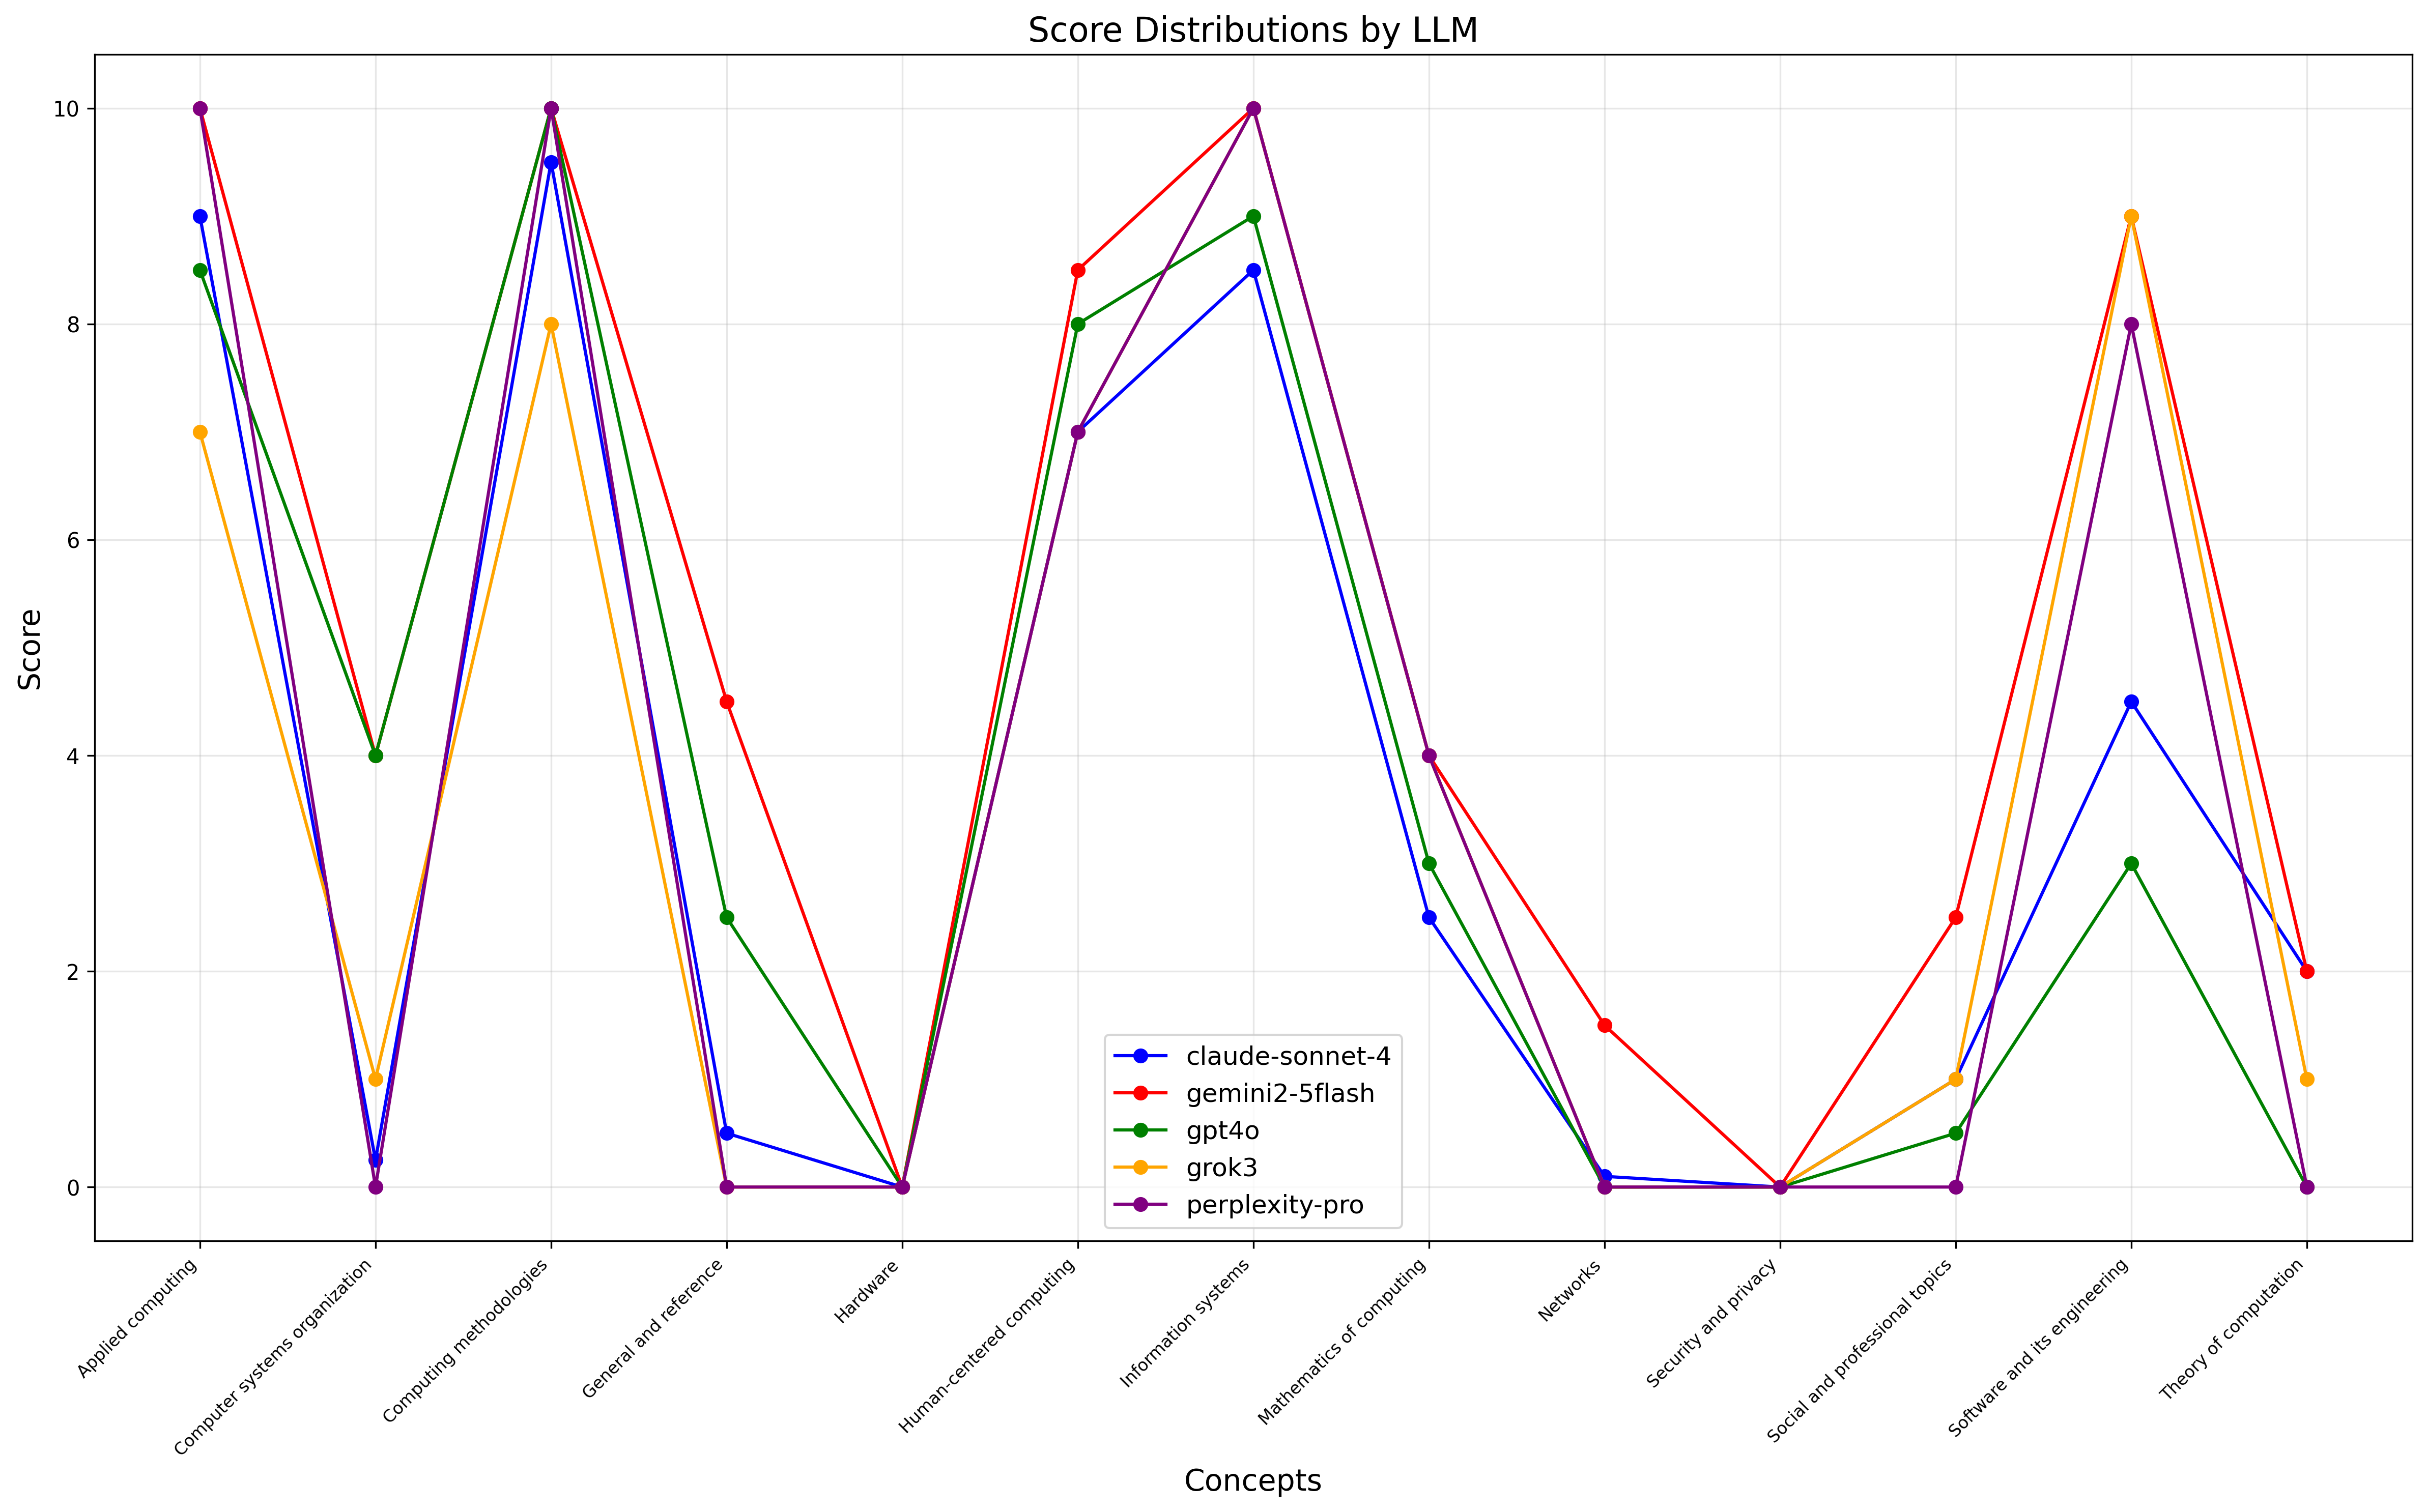 Score Distributions by LLM
Score
10
8
6
4
2
0
claude-sonnet-4
gemini2-5flash
gpt4o
grok3
perplexity-pro
Applied computing
Computer systems organization
Computing methodologies
General and reference
Hardware
Human-centered computing
Information systems
Mathematics of computing
Networks
Security and privacy
Social and professional topics
Software and its engineering
Theory of computation
Concepts